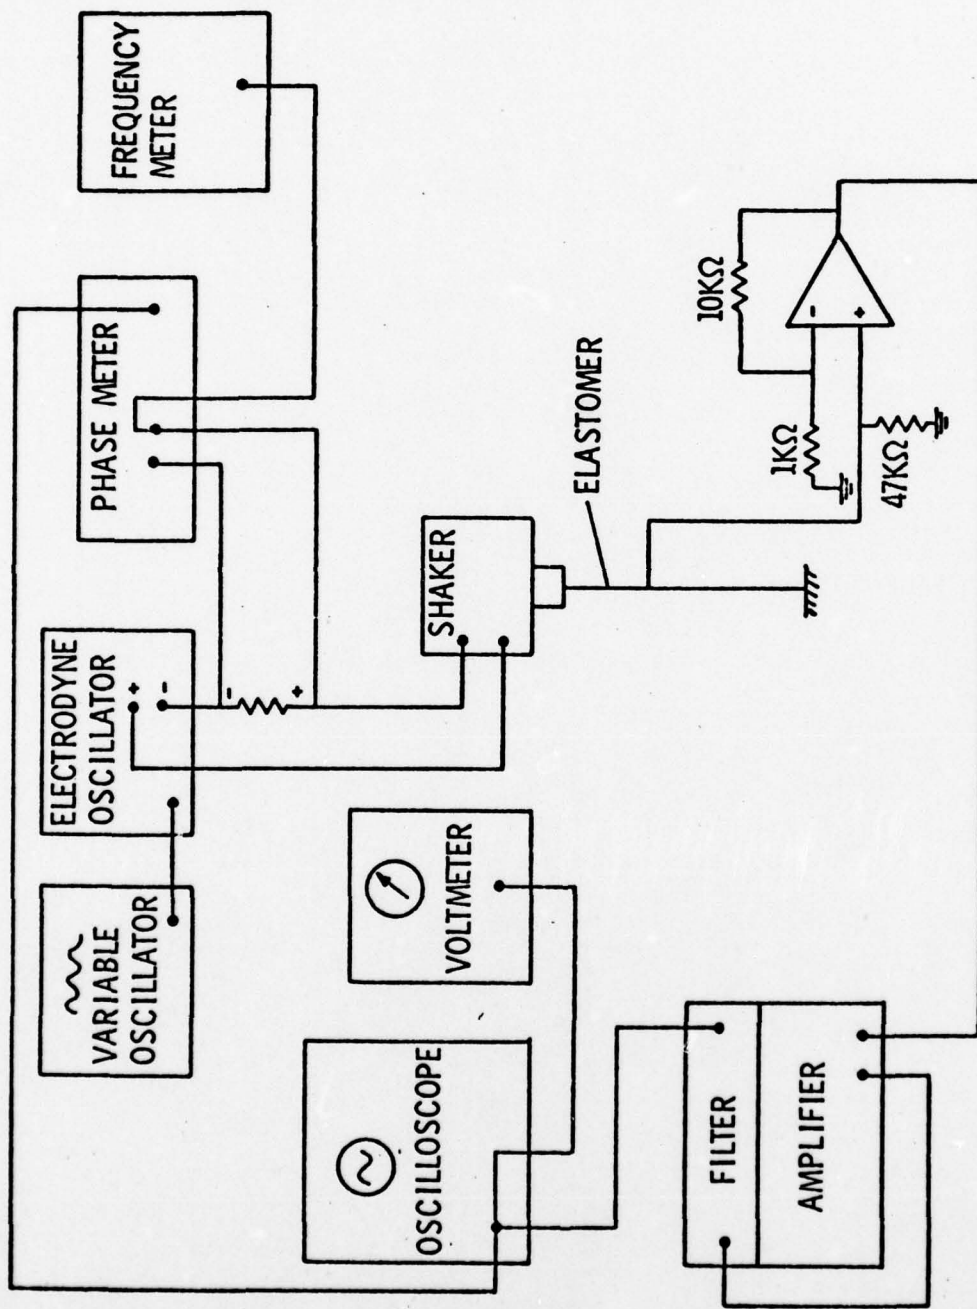 VARIABLE
OSCILLATOR
ELECTRODYNE
OSCILLATOR
+
-
PHASE METER
FREQUENCY
METER
-
+
OSCILLOSCOPE
VOLTMETER
SHAKER
ELASTOMER
FILTER
AMPLIFIER
10KΩ
1KΩ
47KΩ
-
+